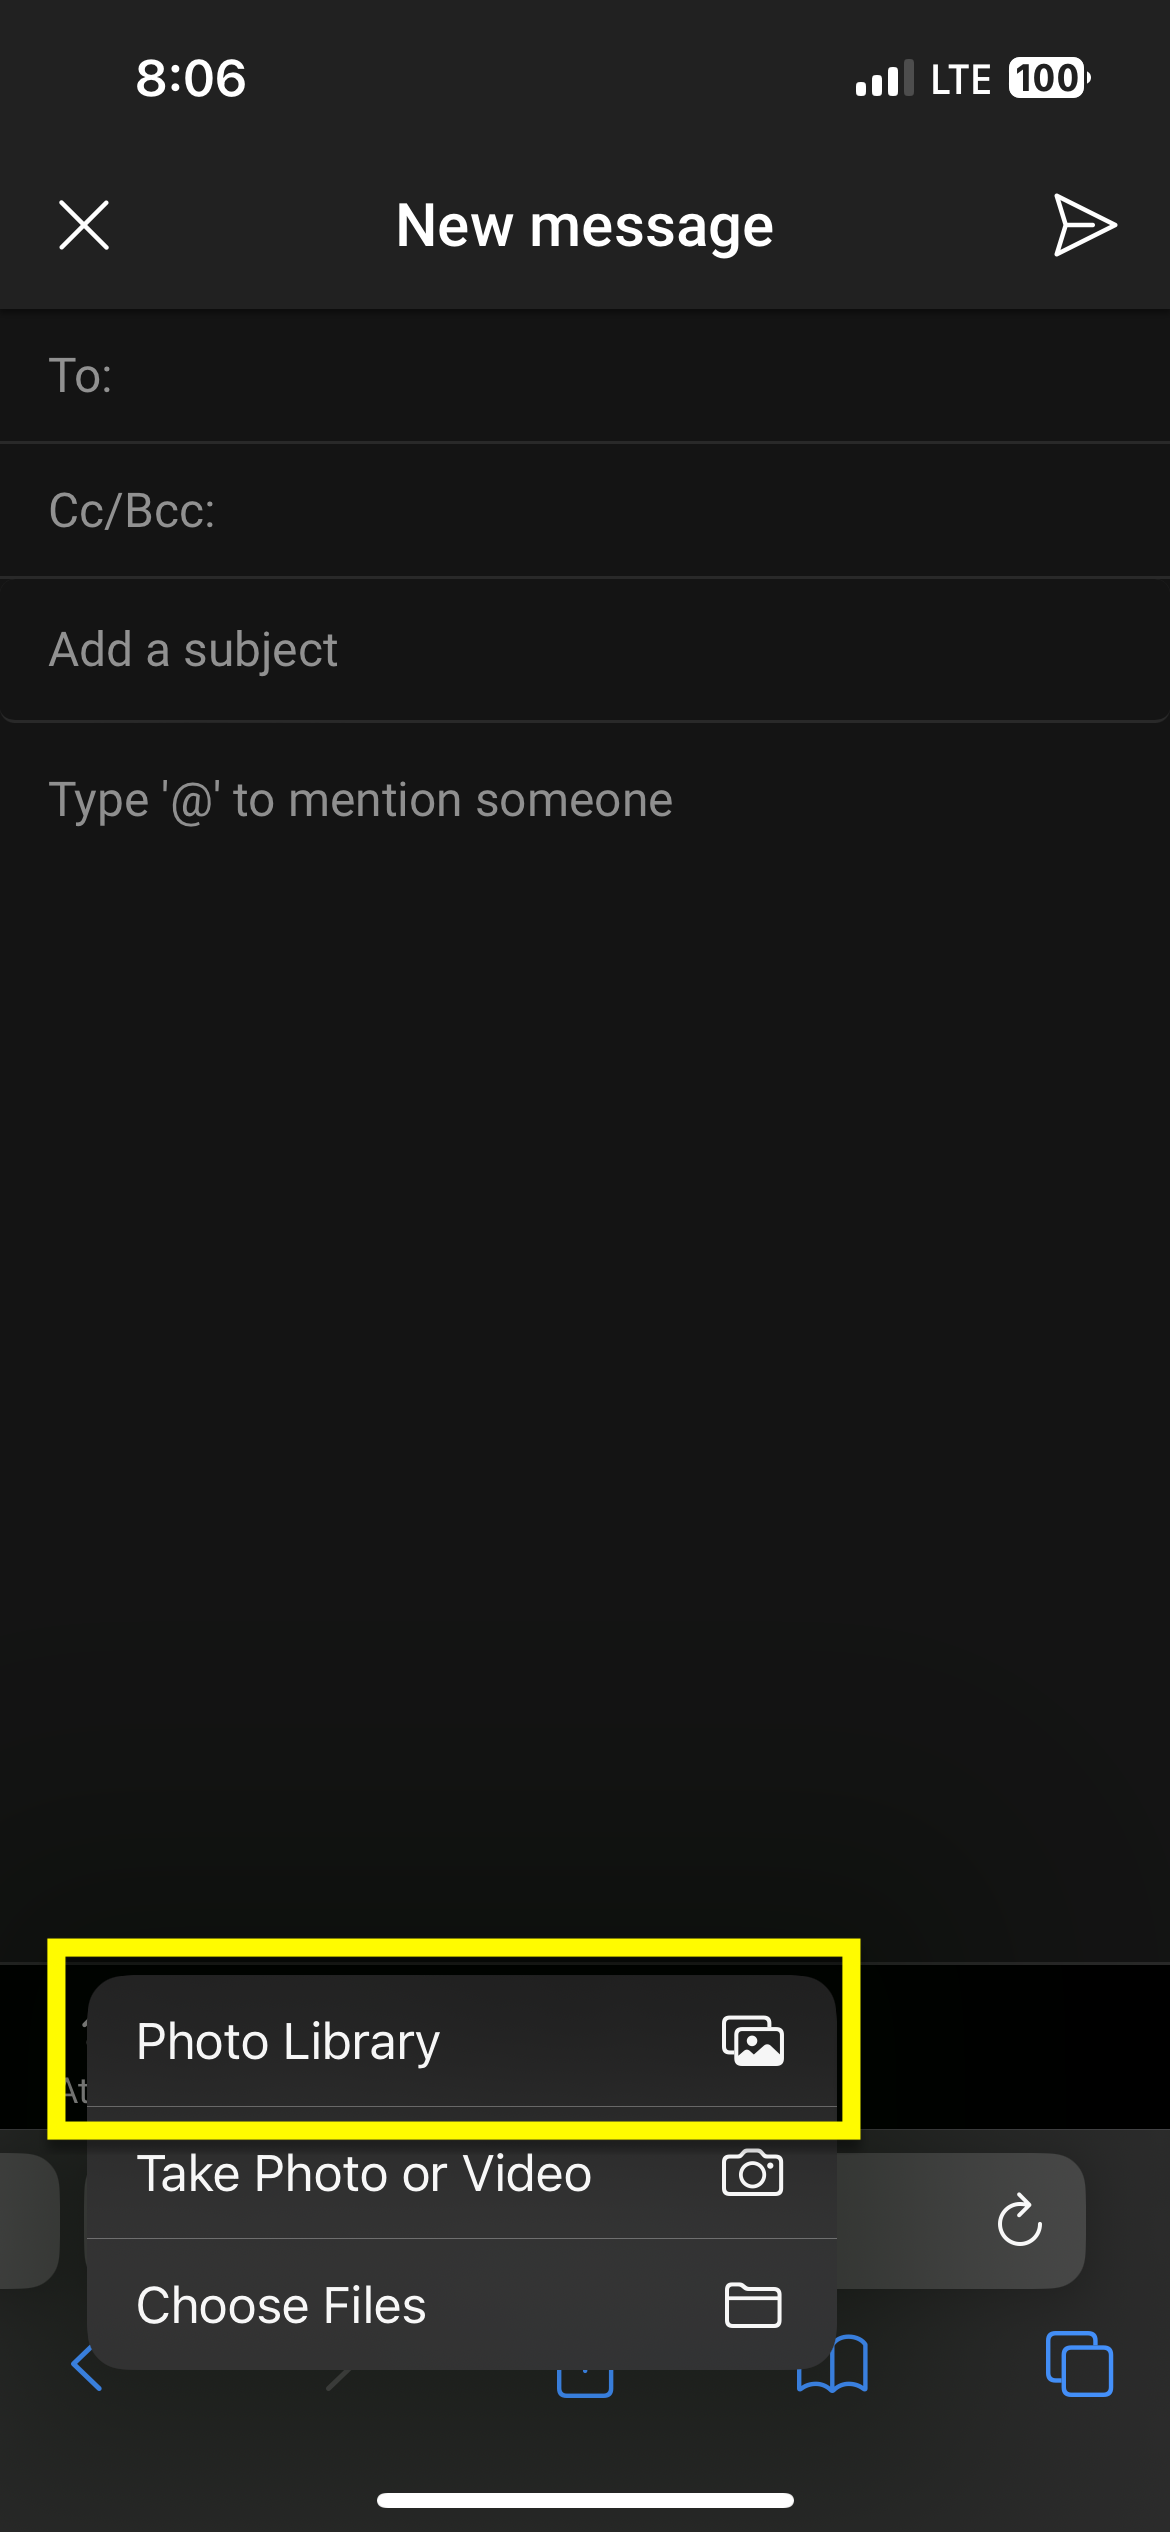 8:06
LTE 100
New message
To:
Cc/Bcc:
Add a subject
Type '@' to mention someone
Photo Library
Take Photo or Video
Choose Files